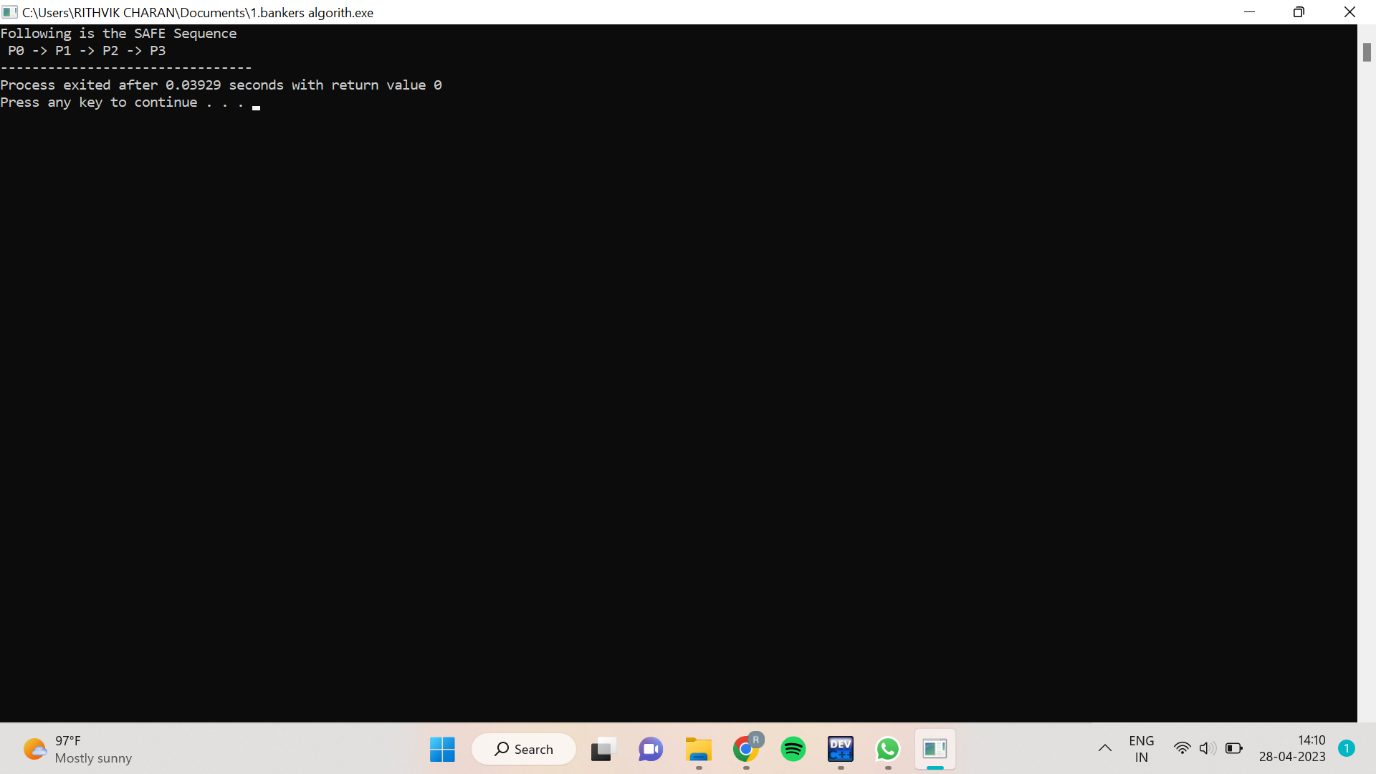 C:\Users\RITHVIK CHARAN\Documents\1.bankers algorith.exe
Following is the SAFE Sequence
P0 -> P1 -> P2 -> P3
--------------------------------
Process exited after 0.03929 seconds with return value 0
Press any key to continue . . .
97°F
Mostly sunny
Search
R
DEV
C++
ENG
IN
14:10
28-04-2023
1